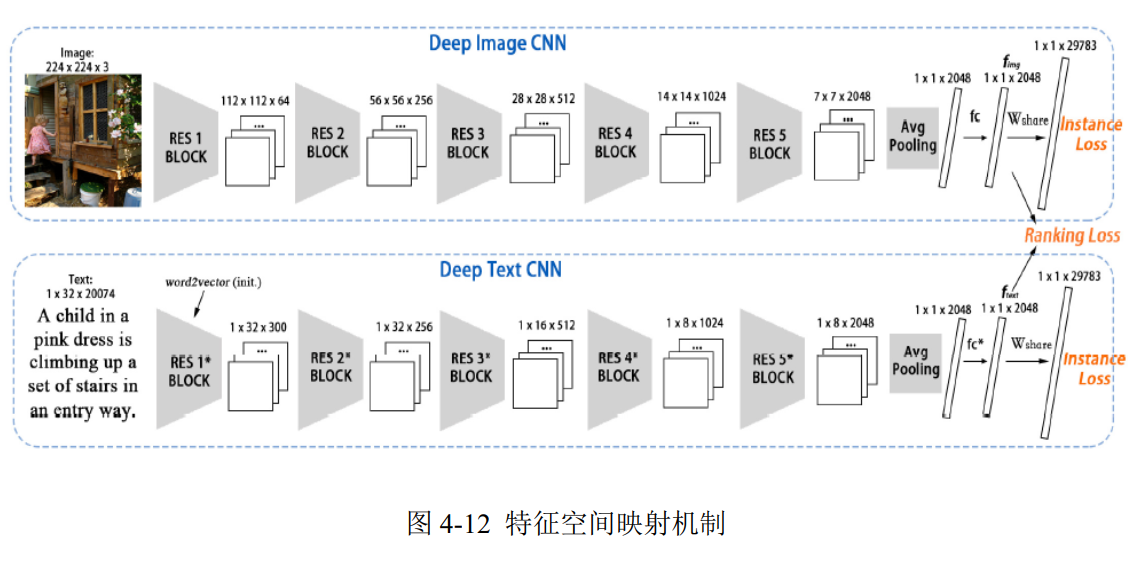 Deep Image CNN
Image:
224 x 224 x 3
RES 1
BLOCK
112 x 112 x 64
...
RES 2
BLOCK
56 x 56 x 256
...
RES 3
BLOCK
28 x 28 x 512
...
RES 4
BLOCK
14 x 14 x 1024
...
RES 5
BLOCK
7 x 7 x 2048
...
Avg
Pooling
1 x 1 x 2048
fc
fimg
1 x 1 x 2048
Wshare
1 x 1 x 29783
Instance
Loss
Ranking Loss
Deep Text CNN
Text:
1 x 32 x 20074
A child in a
pink dress is
climbing up a
set of stairs in
an entry way.
word2vector (init.)
RES 1*
BLOCK
1 x 32 x 300
...
RES 2*
BLOCK
1 x 32 x 256
...
RES 3*
BLOCK
1 x 16 x 512
...
RES 4*
BLOCK
1 x 8 x 1024
...
RES 5*
BLOCK
1 x 8 x 2048
...
Avg
Pooling
1 x 1 x 2048
fc*
ftext
1 x 1 x 2048
Wshare
1 x 1 x 29783
Instance
Loss
图 4-12 特征空间映射机制